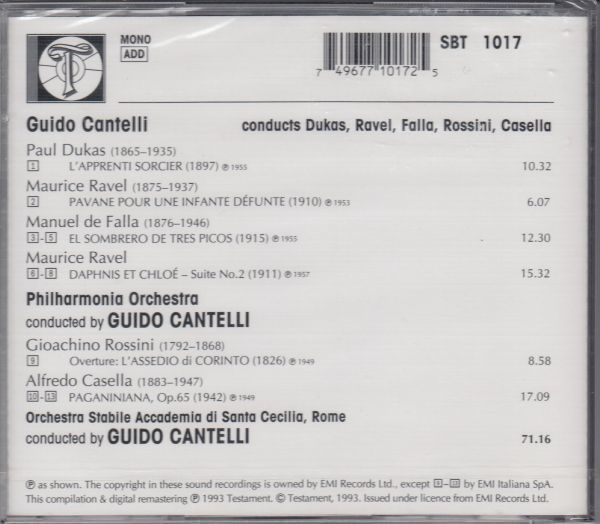 MONO
ADD
SBT 1017
7 49677 10172 5
Guido Cantelli conducts Dukas, Ravel, Falla, Rossini, Casella
Paul Dukas (1865–1935)
1 L'APPRENTI SORCIER (1897) ℗ 1955 10.32
Maurice Ravel (1875–1937)
2 PAVANE POUR UNE INFANTE DÉFUNTE (1910) ℗ 1953 6.07
Manuel de Falla (1876–1946)
3-5 EL SOMBRERO DE TRES PICOS (1915) ℗ 1955 12.30
Maurice Ravel
6-8 DAPHNIS ET CHLOÉ – Suite No.2 (1911) ℗ 1957 15.32
Philharmonia Orchestra
conducted by GUIDO CANTELLI
Gioachino Rossini (1792–1868)
9 Overture: L'ASSEDIO di CORINTO (1826) ℗ 1949 8.58
Alfredo Casella (1883–1947)
10-13 PAGANINIANA, Op.65 (1942) ℗ 1949 17.09
Orchestra Stabile Accademia di Santa Cecilia, Rome
conducted by GUIDO CANTELLI 71.16
℗ as shown. The copyright in these sound recordings is owned by EMI Records Ltd., except 9-13 by EMI Italiana SpA.
This compilation & digital remastering ℗ 1993 Testament. © Testament, 1993. Issued under licence from EMI Records Ltd.